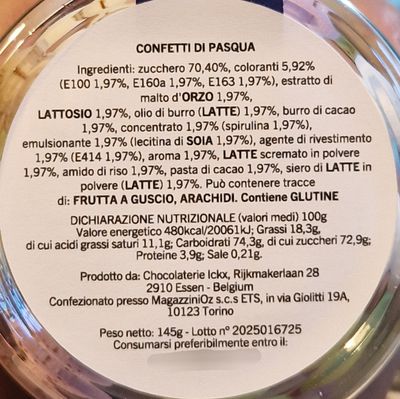 CONFETTI DI PASQUA
Ingredienti: zucchero 70,40%, coloranti 5,92%
(E100 1,97%, E160a 1,97%, E163 1,97%), estratto di
malto d'ORZO 1,97%,
LATTOSIO 1,97%, olio di burro (LATTE) 1,97%, burro di cacao
1,97%, concentrato 1,97% (spirulina 1,97%),
emulsionante 1,97% (lecitina di SOIA 1,97%), agente di rivestimento
1,97% (E414 1,97%), aroma 1,97%, LATTE scremato in polvere
1,97%, amido di riso 1,97%, pasta di cacao 1,97%, siero di LATTE in
polvere (LATTE) 1,97%. Può contenere tracce
di: FRUTTA A GUSCIO, ARACHIDI. Contiene GLUTINE
DICHIARAZIONE NUTRIZIONALE (valori medi) 100g
Valore energetico 480kcal/20061kJ; Grassi 18,3g,
di cui acidi grassi saturi 11,1g; Carboidrati 74,3g, di cui zuccheri 72,9g;
Proteine 3,9g; Sale 0,21g.
Prodotto da: Chocolaterie Ickx, Rijkmakerlaan 28
2910 Essen - Belgium
Confezionato presso MagazziniOz s.c.s ETS, in via Giolitti 19A,
10123 Torino
Peso netto: 145g - Lotto n° 2025016725
Consumarsi preferibilmente entro il: